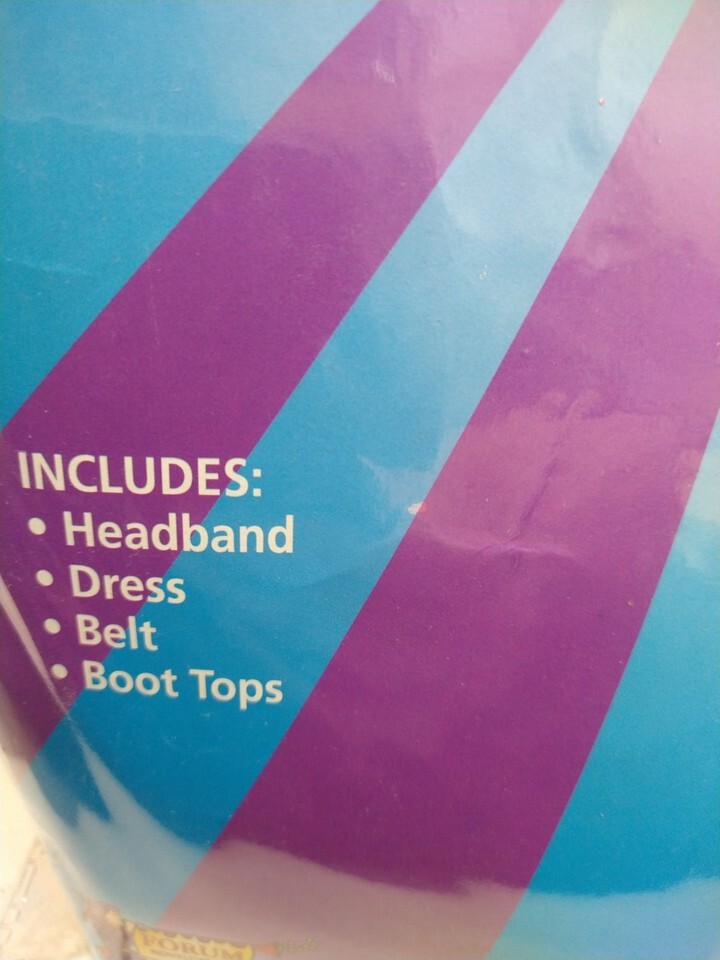 INCLUDES:
• Headband
• Dress
• Belt
• Boot Tops
FORUM